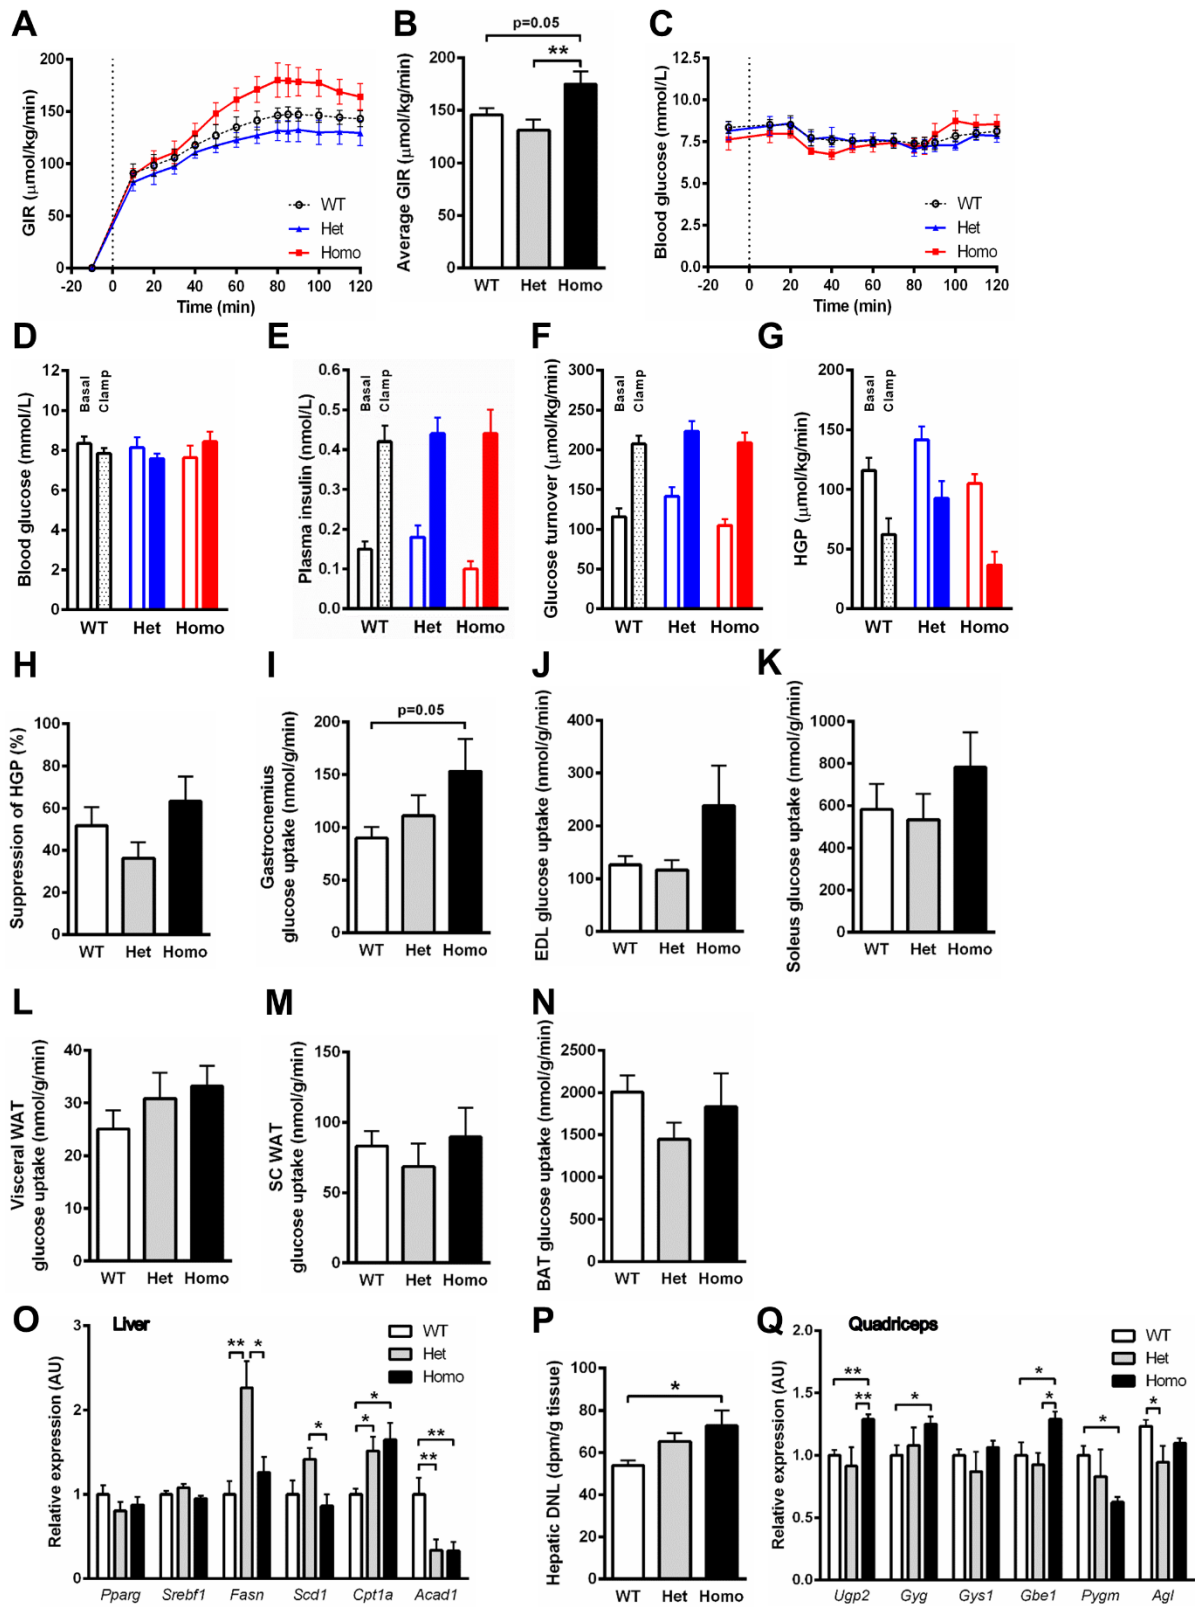 A
GIR (μmol/kg/min)
200
150
100
50
0
-20 0 20 40 60 80 100 120
Time (min)
WT
Het
Homo
B
p=0.05
**
Average GIR (μmol/kg/min)
200
150
100
50
0
WT Het Homo
C
Blood glucose (mmol/L)
12.5
10.0
7.5
5.0
2.5
0.0
-20 0 20 40 60 80 100 120
Time (min)
WT
Het
Homo
D
Blood glucose (mmol/L)
12
10
8
6
4
2
0
Basal
Clamp
WT Het Homo
E
Plasma insulin (nmol/L)
0.6
0.5
0.4
0.3
0.2
0.1
0.0
Basal
Clamp
WT Het Homo
F
Glucose turnover (μmol/kg/min)
300
250
200
150
100
50
0
Basal
Clamp
WT Het Homo
G
HGP (μmol/kg/min)
200
150
100
50
0
Basal
Clamp
WT Het Homo
H
Suppression of HGP (%)
100
80
60
40
20
0
WT Het Homo
I
p=0.05
Gastrocnemius
glucose uptake (nmol/g/min)
200
150
100
50
0
WT Het Homo
J
EDL glucose uptake (nmol/g/min)
400
300
200
100
0
WT Het Homo
K
Soleus glucose uptake (nmol/g/min)
1000
800
600
400
200
0
WT Het Homo
L
Visceral WAT
glucose uptake (nmol/g/min)
40
30
20
10
0
WT Het Homo
M
SC WAT
glucose uptake (nmol/g/min)
150
100
50
0
WT Het Homo
N
BAT glucose uptake (nmol/g/min)
2500
2000
1500
1000
500
0
WT Het Homo
O
Liver
Relative expression (AU)
3
2
1
0
WT
Het
Homo
** *
*
* *
** **
Pparg Srebf1 Fasn Scd1 Cpt1a Acad1
P
*
Hepatic DNL (dpm/g tissue)
100
80
60
40
20
0
WT Het Homo
Q
Quadriceps
Relative expression (AU)
2.0
1.5
1.0
0.5
0.0
WT
Het
Homo
** **
*
* *
*
*
Ugp2 Gyg Gys1 Gbe1 Pygm Agl